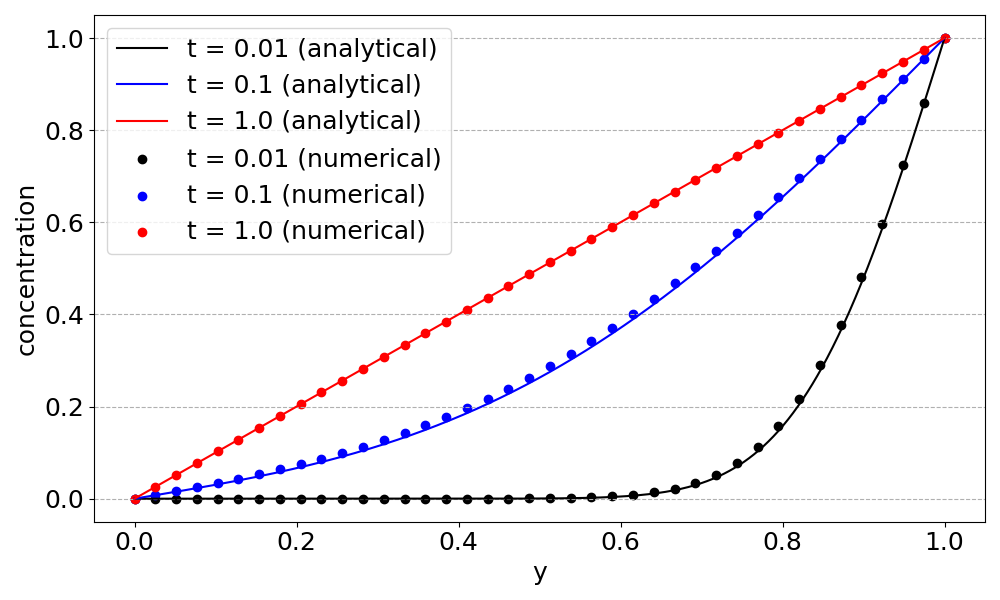 1.0
0.8
0.6
0.4
0.2
0.0
concentration
t = 0.01 (analytical)
t = 0.1 (analytical)
t = 1.0 (analytical)
t = 0.01 (numerical)
t = 0.1 (numerical)
t = 1.0 (numerical)
0.0 0.2 0.4 0.6 0.8 1.0
y